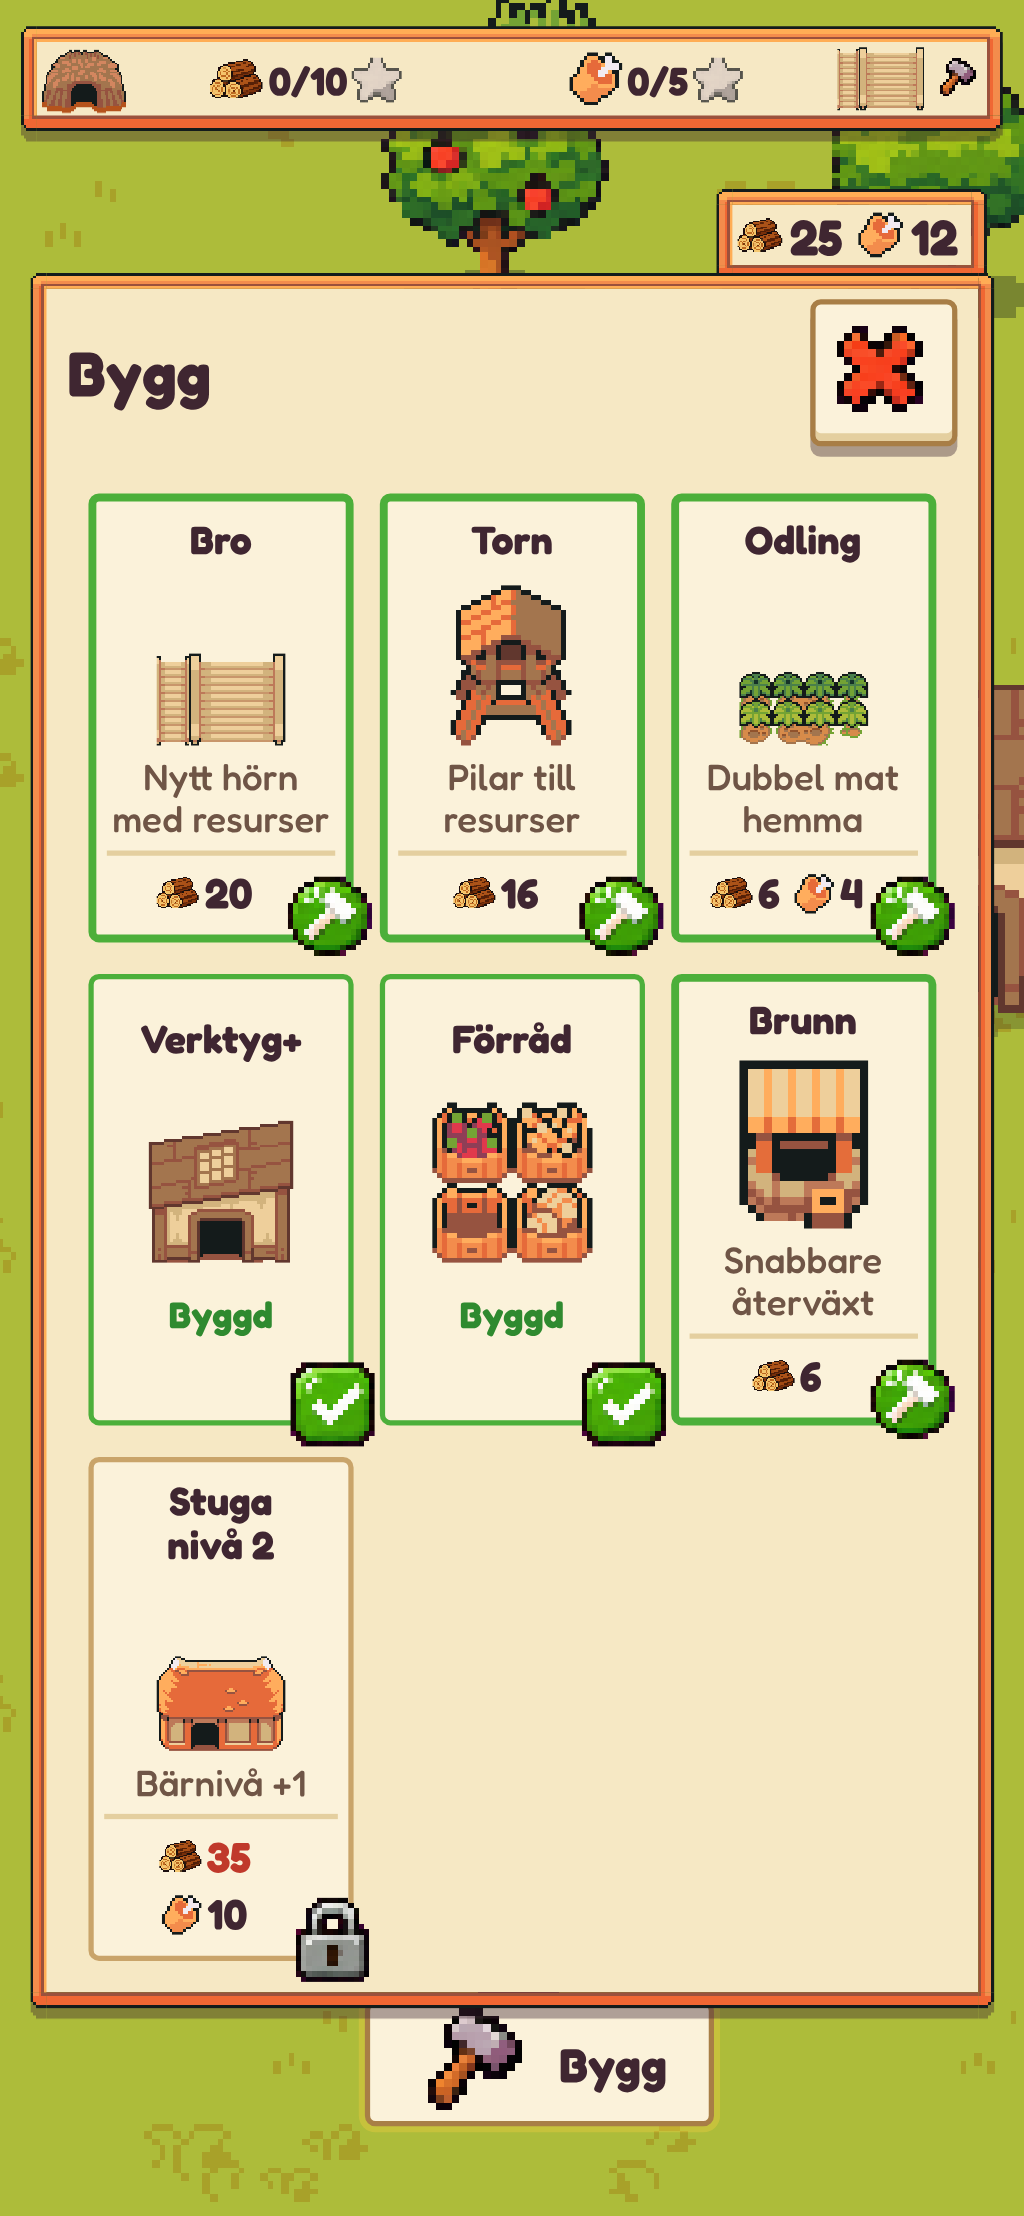 0/10 0/5
25 12
Bygg
Bro
Torn
Odling
Nytt hörn
med resurser
Pilar till
resurser
Dubbel mat
hemma
20
16
6 4
Verktyg+
Förråd
Brunn
Byggd
Byggd
Snabbare
återväxt
6
Stuga
nivå 2
Bärnivå +1
35
10
Bygg